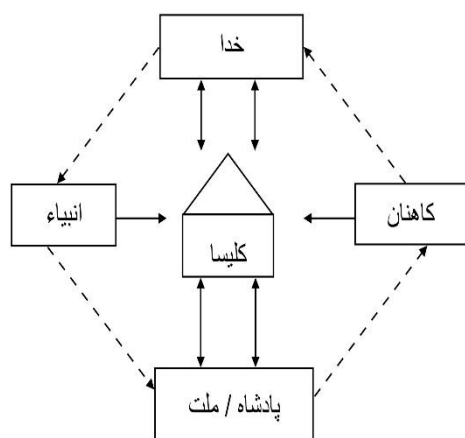 خدا
انبیاء
کاهنان
کلیسا
پادشاه / ملت